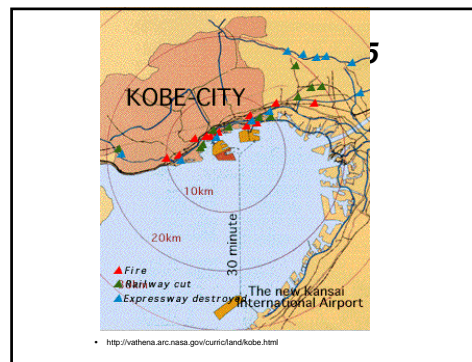 5
KOBE-CITY
10km
20km
30 minute
Fire
Railway cut
Expressway destroyed
The new Kansai
International Airport
• http://vathena.arc.nasa.gov/curric/land/kobe.html